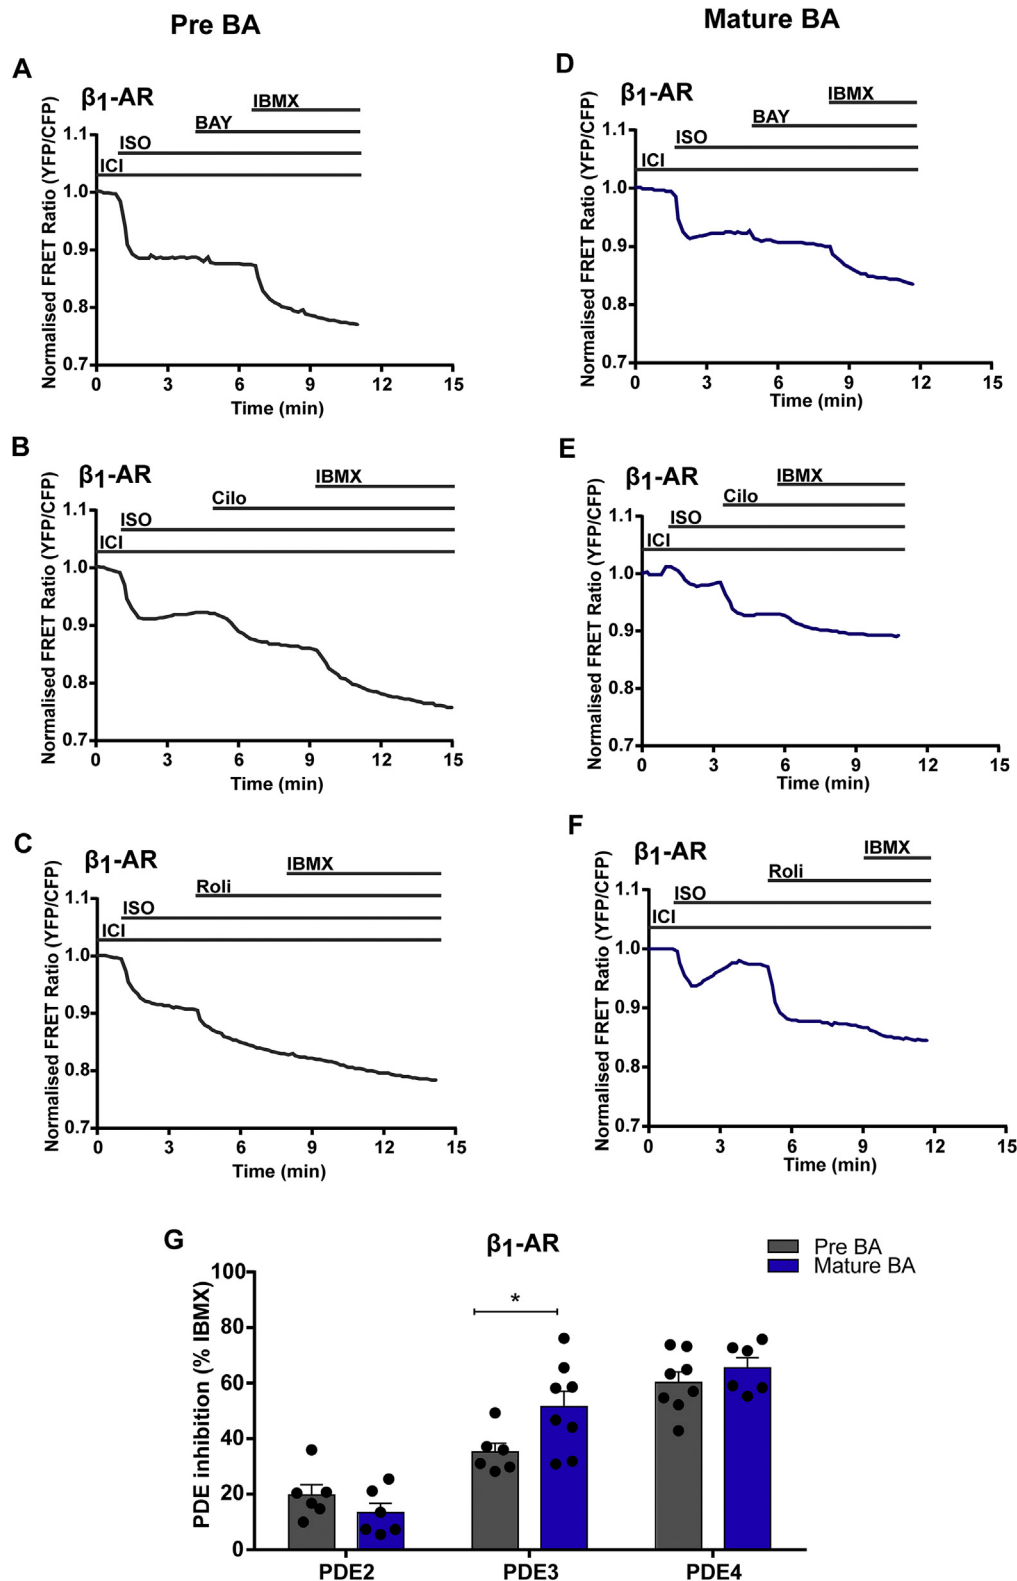 Pre BA
Mature BA
A
β1-AR
IBMX
BAY
ISO
ICI
Normalised FRET Ratio (YFP/CFP)
1.1
1.0
0.9
0.8
0.7
0 3 6 9 12 15
Time (min)
D
β1-AR
IBMX
BAY
ISO
ICI
Normalised FRET Ratio (YFP/CFP)
1.1
1.0
0.9
0.8
0.7
0 3 6 9 12 15
Time (min)
B
β1-AR
IBMX
Cilo
ISO
ICI
Normalised FRET Ratio (YFP/CFP)
1.1
1.0
0.9
0.8
0.7
0 3 6 9 12 15
Time (min)
E
β1-AR
IBMX
Cilo
ISO
ICI
Normalised FRET Ratio (YFP/CFP)
1.1
1.0
0.9
0.8
0.7
0 3 6 9 12 15
Time (min)
C
β1-AR
IBMX
Roli
ISO
ICI
Normalised FRET Ratio (YFP/CFP)
1.1
1.0
0.9
0.8
0.7
0 3 6 9 12 15
Time (min)
F
β1-AR
IBMX
Roli
ISO
ICI
Normalised FRET Ratio (YFP/CFP)
1.1
1.0
0.9
0.8
0.7
0 3 6 9 12 15
Time (min)
G
β1-AR
Pre BA
Mature BA
PDE inhibition (% IBMX)
100
80
60
40
20
0
*
PDE2 PDE3 PDE4